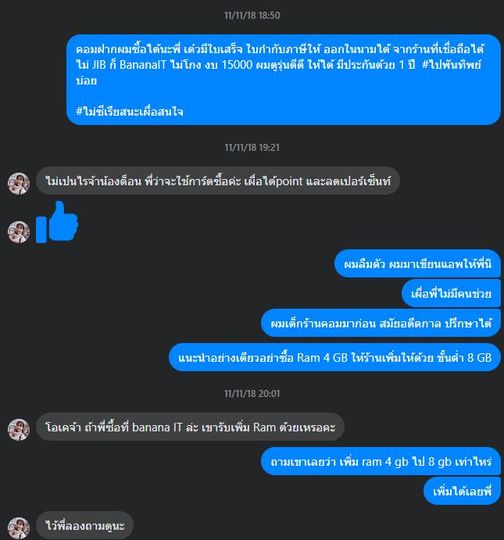 11/11/18 18:50
คอมฝากผมซื้อได้นะพี่ เด๋วมีใบเสร็จ ใบกำกับภาษีให้ ออกในนามได้ จากร้านที่เชื่อถือได้
ไม่ JIB ก็ BananaIT ไม่โกง งบ 15000 ผมดูรุ่นดีดี ให้ได้ มีประกันด้วย 1 ปี #ไปพันทิพย์
บ่อย
#ไม่ซีเรียสนะเผื่อสนใจ
11/11/18 19:21
ไม่เปนไรจ้าน้องต็อน พี่ว่าจะใช้การ์ดซื้อค่ะ เผื่อได้point และลดเปอร์เซ็นท์
ผมลืมตัว ผมมาเขียนแอพให้พี่นิ
เผื่อพี่ไม่มีคนช่วย
ผมเด็กร้านคอมมาก่อน สมัยอดีตกาล ปรึกษาได้
แนะนำอย่างเดียวอย่าซื้อ Ram 4 GB ให้ร้านเพิ่มให้ด้วย ขั้นต่ำ 8 GB
11/11/18 20:01
โอเคจ้า ถ้าพี่ซื้อที่ banana IT ล่ะ เขารับเพิ่ม Ram ด้วยเหรอคะ
ถามเขาเลยว่า เพิ่ม ram 4 gb ไป 8 gb เท่าไหร่
เพิ่มได้เลยพี่
ไว้พี่ลองถามดูนะ